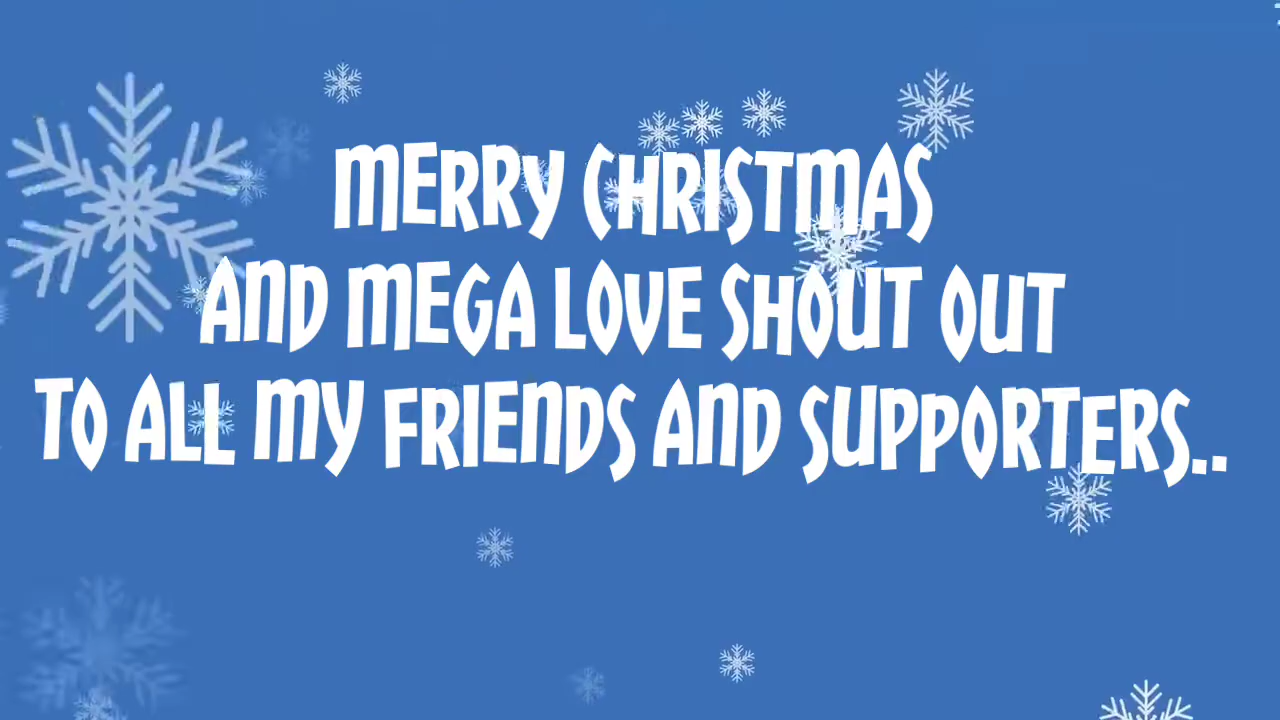 MERRY CHRISTMAS
AND MEGA LOVE SHOUT OUT
TO ALL MY FRIENDS AND SUPPORTERS..